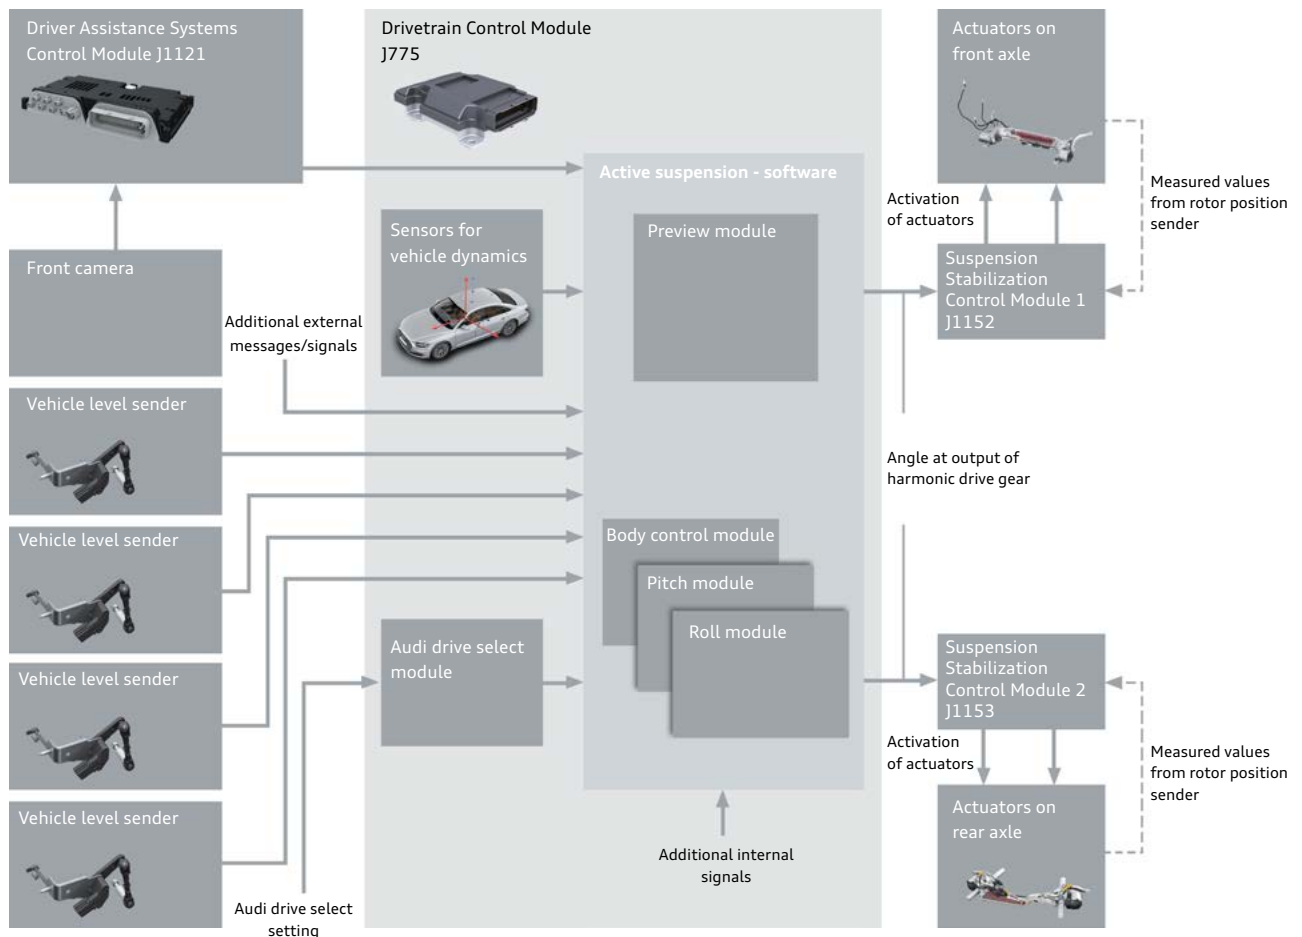 Driver Assistance Systems
Control Module J1121
Drivetrain Control Module
J775
Actuators on
front axle
Active suspension - software
Measured values
from rotor position
sender
Activation
of actuators
Sensors for
vehicle dynamics
Preview module
Front camera
Suspension
Stabilization
Control Module 1
J1152
Additional external
messages/signals
Vehicle level sender
Angle at output of
harmonic drive gear
Vehicle level sender
Body control module
Pitch module
Roll module
Audi drive select
module
Vehicle level sender
Suspension
Stabilization
Control Module 2
J1153
Activation
of actuators
Measured values
from rotor position
sender
Vehicle level sender
Actuators on
rear axle
Additional internal
signals
Audi drive select
setting